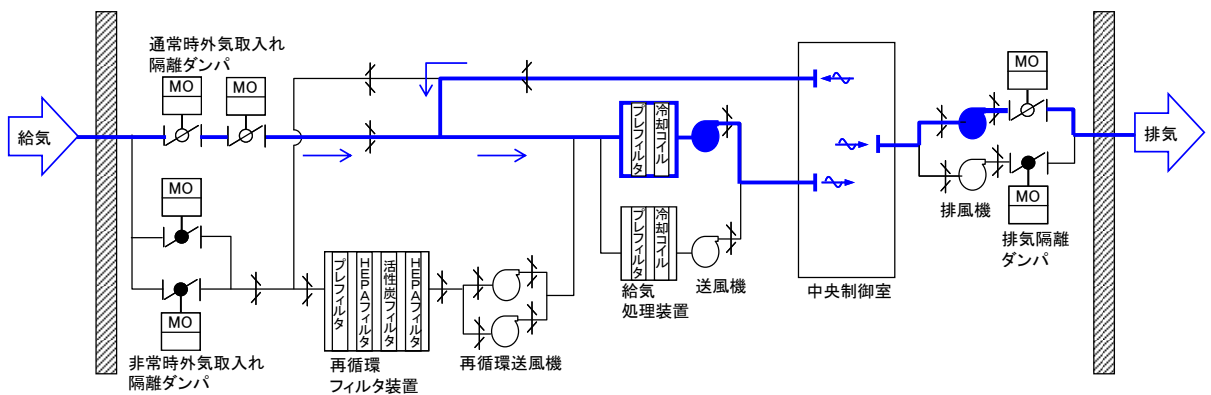 給気
通常時外気取入れ
隔離ダンパ
MO
MO
MO
MO
非常時外気取入れ
隔離ダンパ
プレフィルタ
HEPAフィルタ
活性炭フィルタ
HEPAフィルタ
再循環
フィルタ装置
再循環送風機
プレフィルタ
冷却コイル
プレフィルタ
冷却コイル
給気
処理装置
送風機
中央制御室
排風機
MO
MO
排気隔離
ダンパ
排気